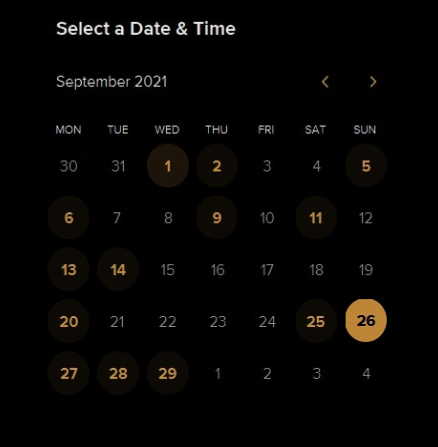 Select a Date & Time
September 2021
MON TUE WED THU FRI SAT SUN
30 31 1 2 3 4 5
6 7 8 9 10 11 12
13 14 15 16 17 18 19
20 21 22 23 24 25 26
27 28 29 1 2 3 4